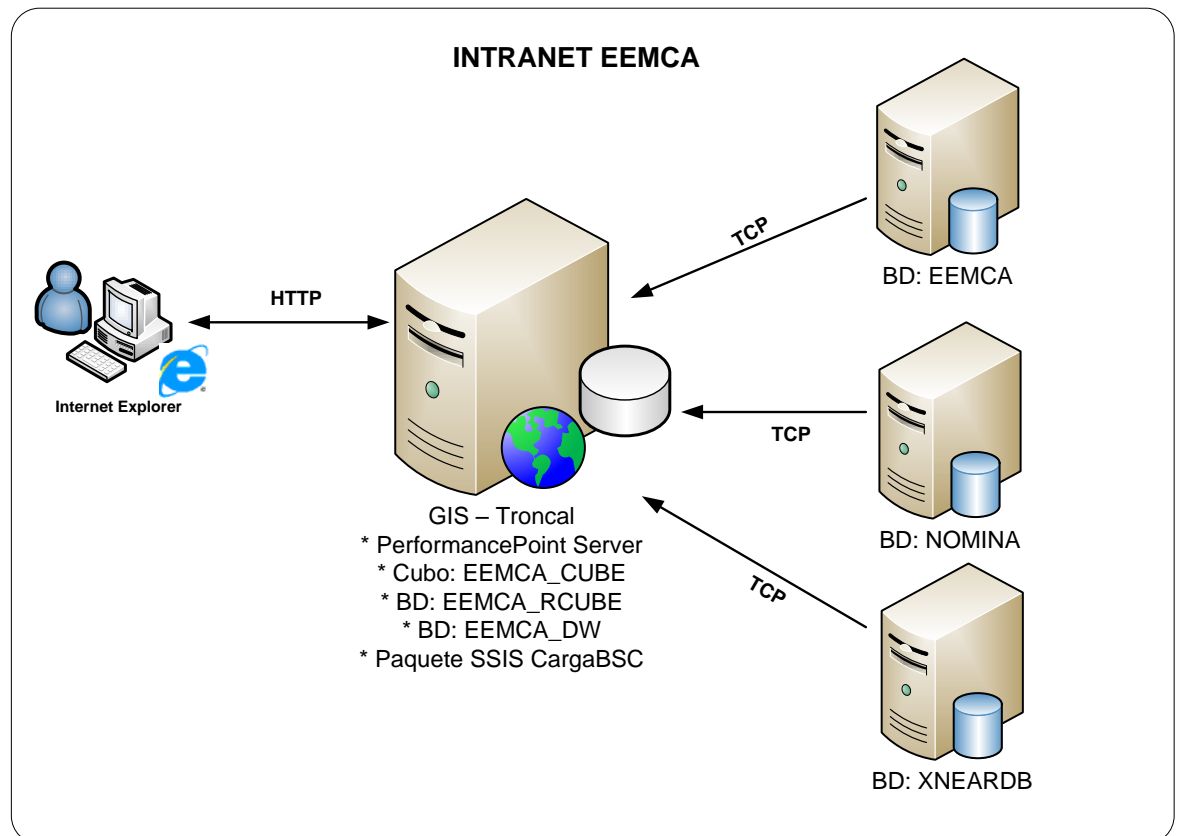 INTRANET EEMCA
TCP
BD: EEMCA
HTTP
Internet Explorer
TCP
BD: NOMINA
GIS – Troncal
* PerformancePoint Server
* Cubo: EEMCA_CUBE
* BD: EEMCA_RCUBE
* BD: EEMCA_DW
* Paquete SSIS CargaBSC
TCP
BD: XNEARDB